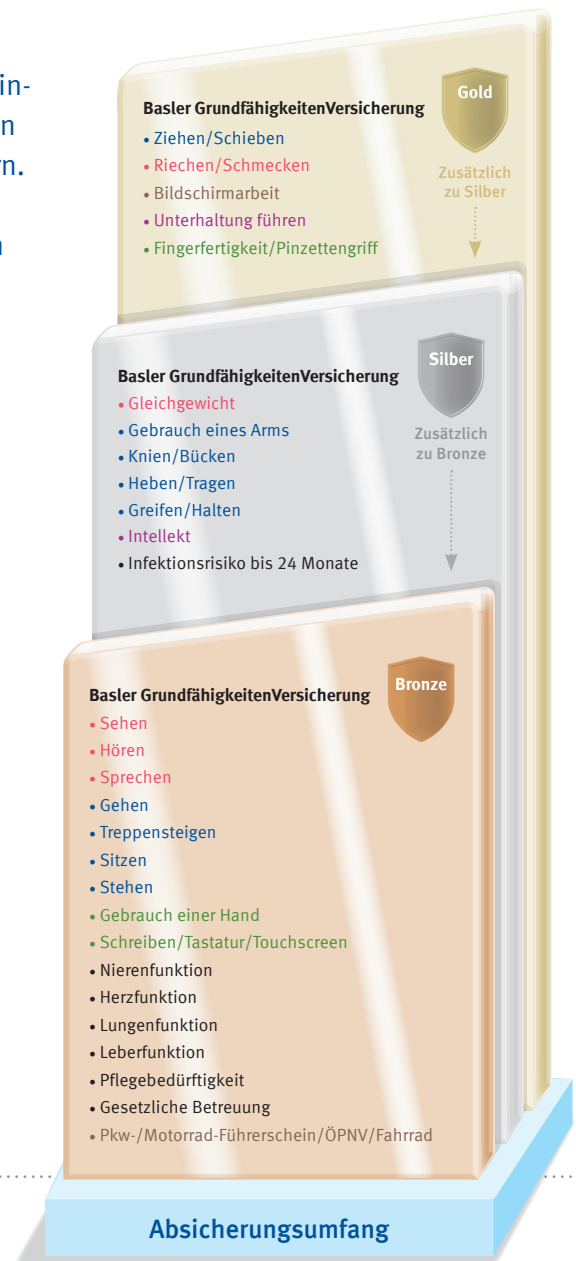 in-
n
n.
n
Basler GrundfähigkeitenVersicherung
• Ziehen/Schieben
• Riechen/Schmecken
• Bildschirmarbeit
• Unterhaltung führen
• Fingerfertigkeit/Pinzettengriff
Gold
Zusätzlich
zu Silber
Basler GrundfähigkeitenVersicherung
• Gleichgewicht
• Gebrauch eines Arms
• Knien/Bücken
• Heben/Tragen
• Greifen/Halten
• Intellekt
• Infektionsrisiko bis 24 Monate
Silber
Zusätzlich
zu Bronze
Basler GrundfähigkeitenVersicherung
• Sehen
• Hören
• Sprechen
• Gehen
• Treppensteigen
• Sitzen
• Stehen
• Gebrauch einer Hand
• Schreiben/Tastatur/Touchscreen
• Nierenfunktion
• Herzfunktion
• Lungenfunktion
• Leberfunktion
• Pflegebedürftigkeit
• Gesetzliche Betreuung
• Pkw-/Motorrad-Führerschein/ÖPNV/Fahrrad
Bronze
Absicherungsumfang